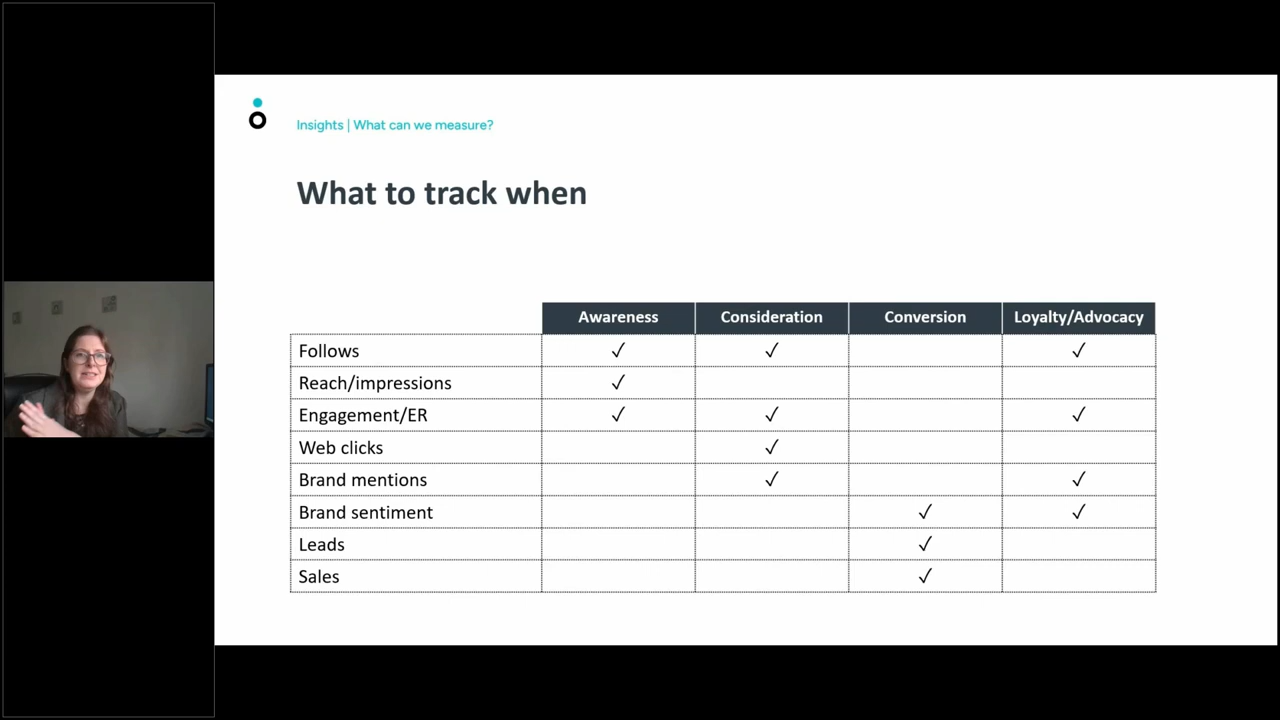 Insights | What can we measure?
What to track when
Awareness Consideration Conversion Loyalty/Advocacy
Follows ✓ ✓ ✓
Reach/impressions ✓
Engagement/ER ✓ ✓ ✓
Web clicks ✓
Brand mentions ✓ ✓
Brand sentiment ✓ ✓
Leads ✓
Sales ✓